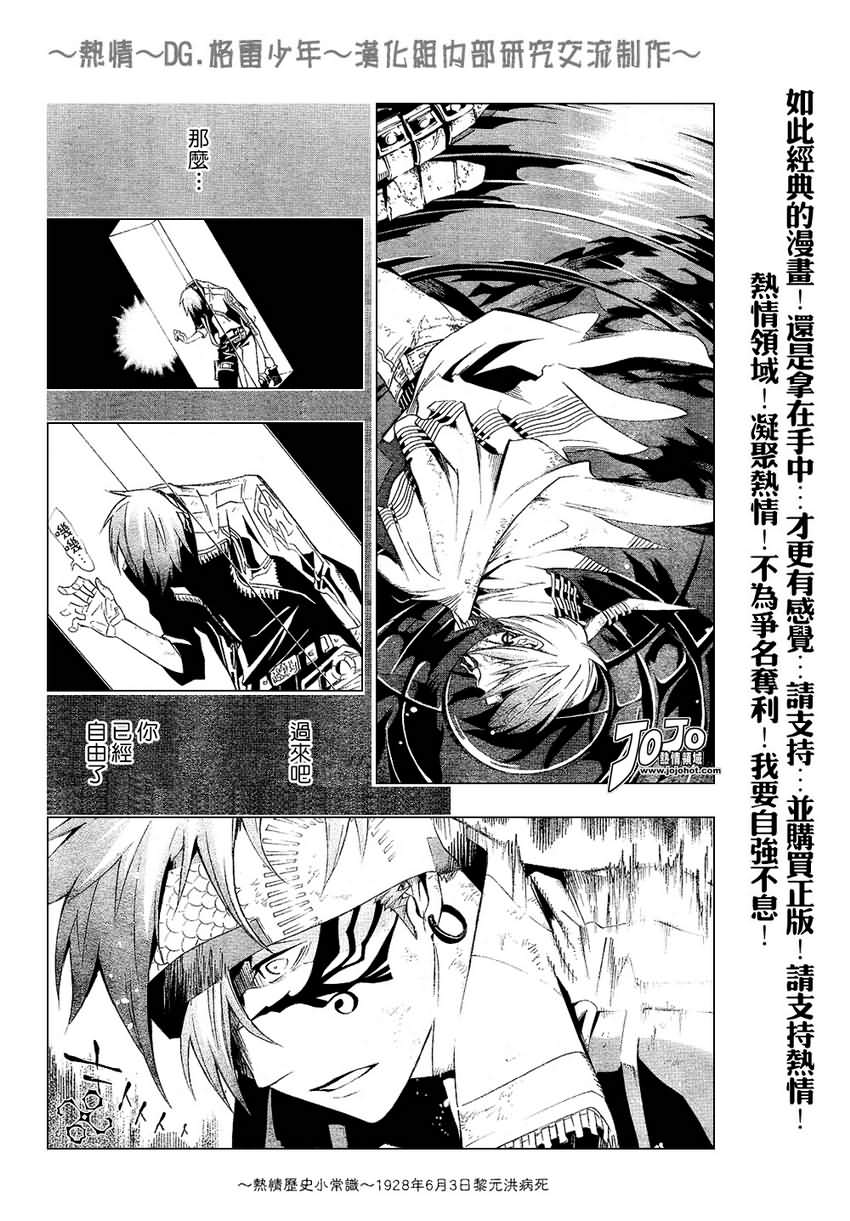 ～熱情～DG.格雷少年～漢化組內部研究交流制作～
如此經典的漫畫！還是拿在手中…才更有感覺…請支持…並購買正版！請支持熱情！
熱情領域！凝聚熱情！不為爭名奪利！我要自強不息！
那麼…
過來吧
你
已經
自由了
JOJO
熱情領域
www.jojohot.com
～熱情歷史小常識～1928年6月3日黎元洪病死